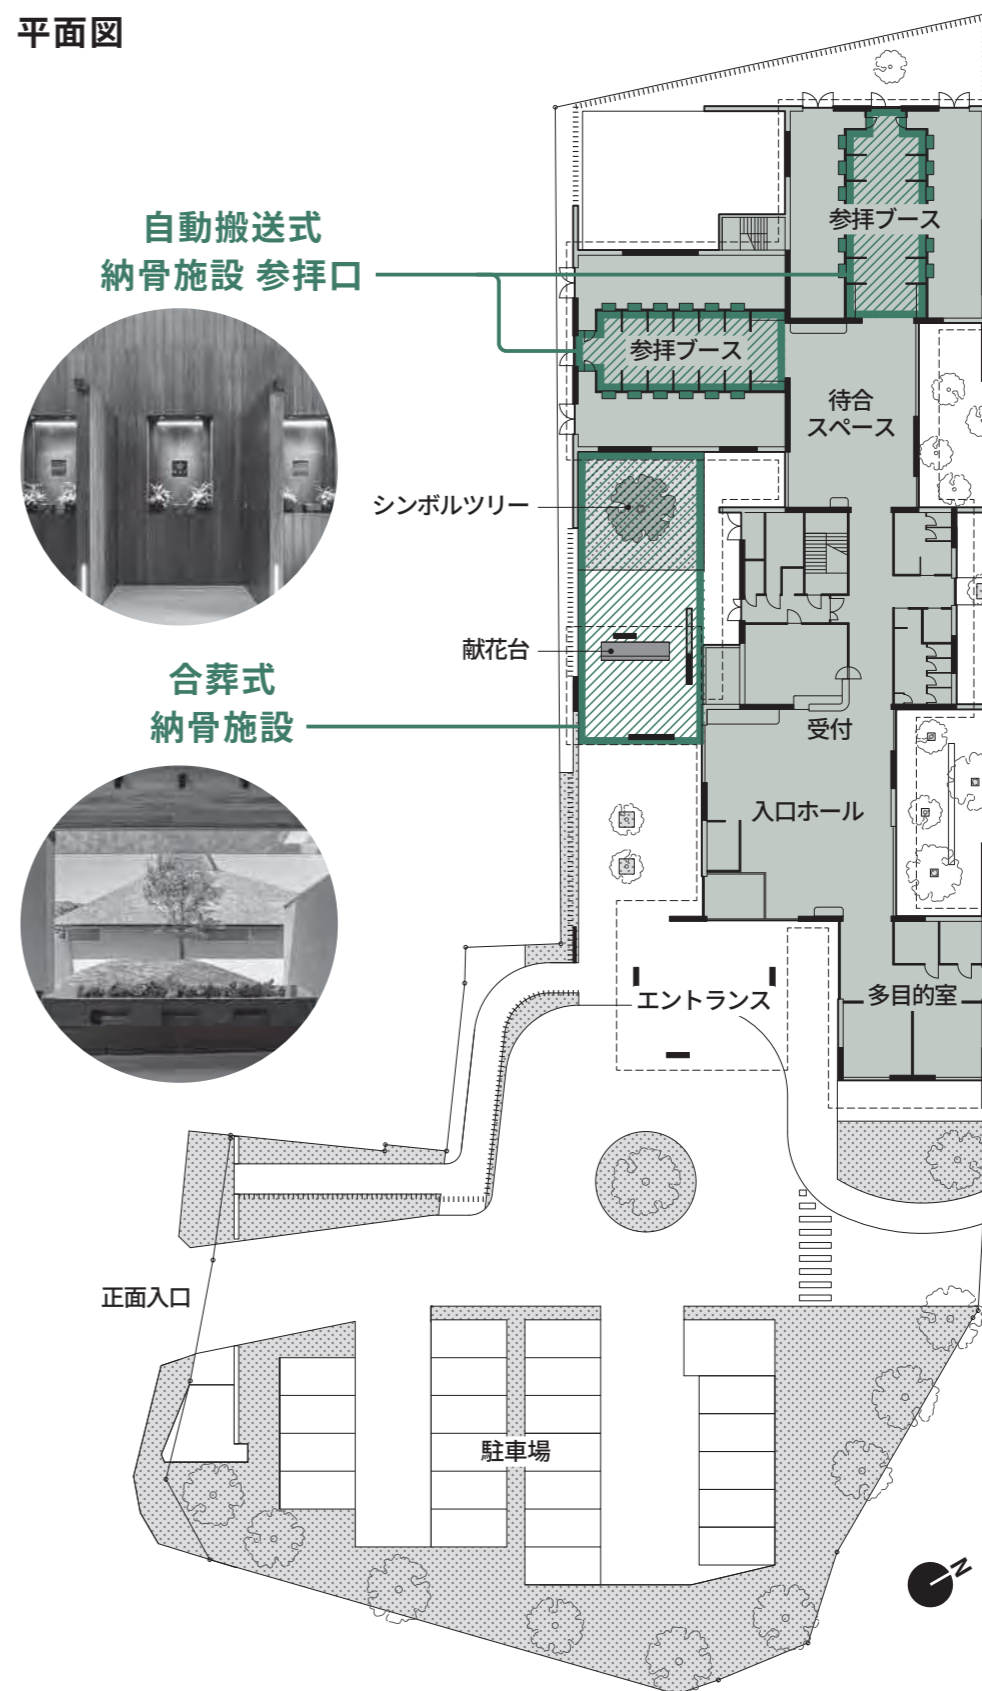 平面図
自動搬送式
納骨施設 参拝口
参拝ブース
参拝ブース
待合
スペース
シンボルツリー
献花台
合葬式
納骨施設
受付
入口ホール
エントランス
多目的室
正面入口
駐車場
N